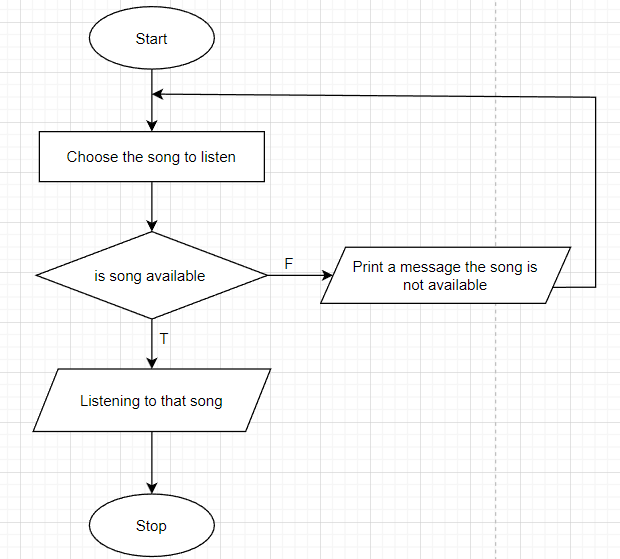 Start
Choose the song to listen
is song available
F
Print a message the song is
not available
T
Listening to that song
Stop